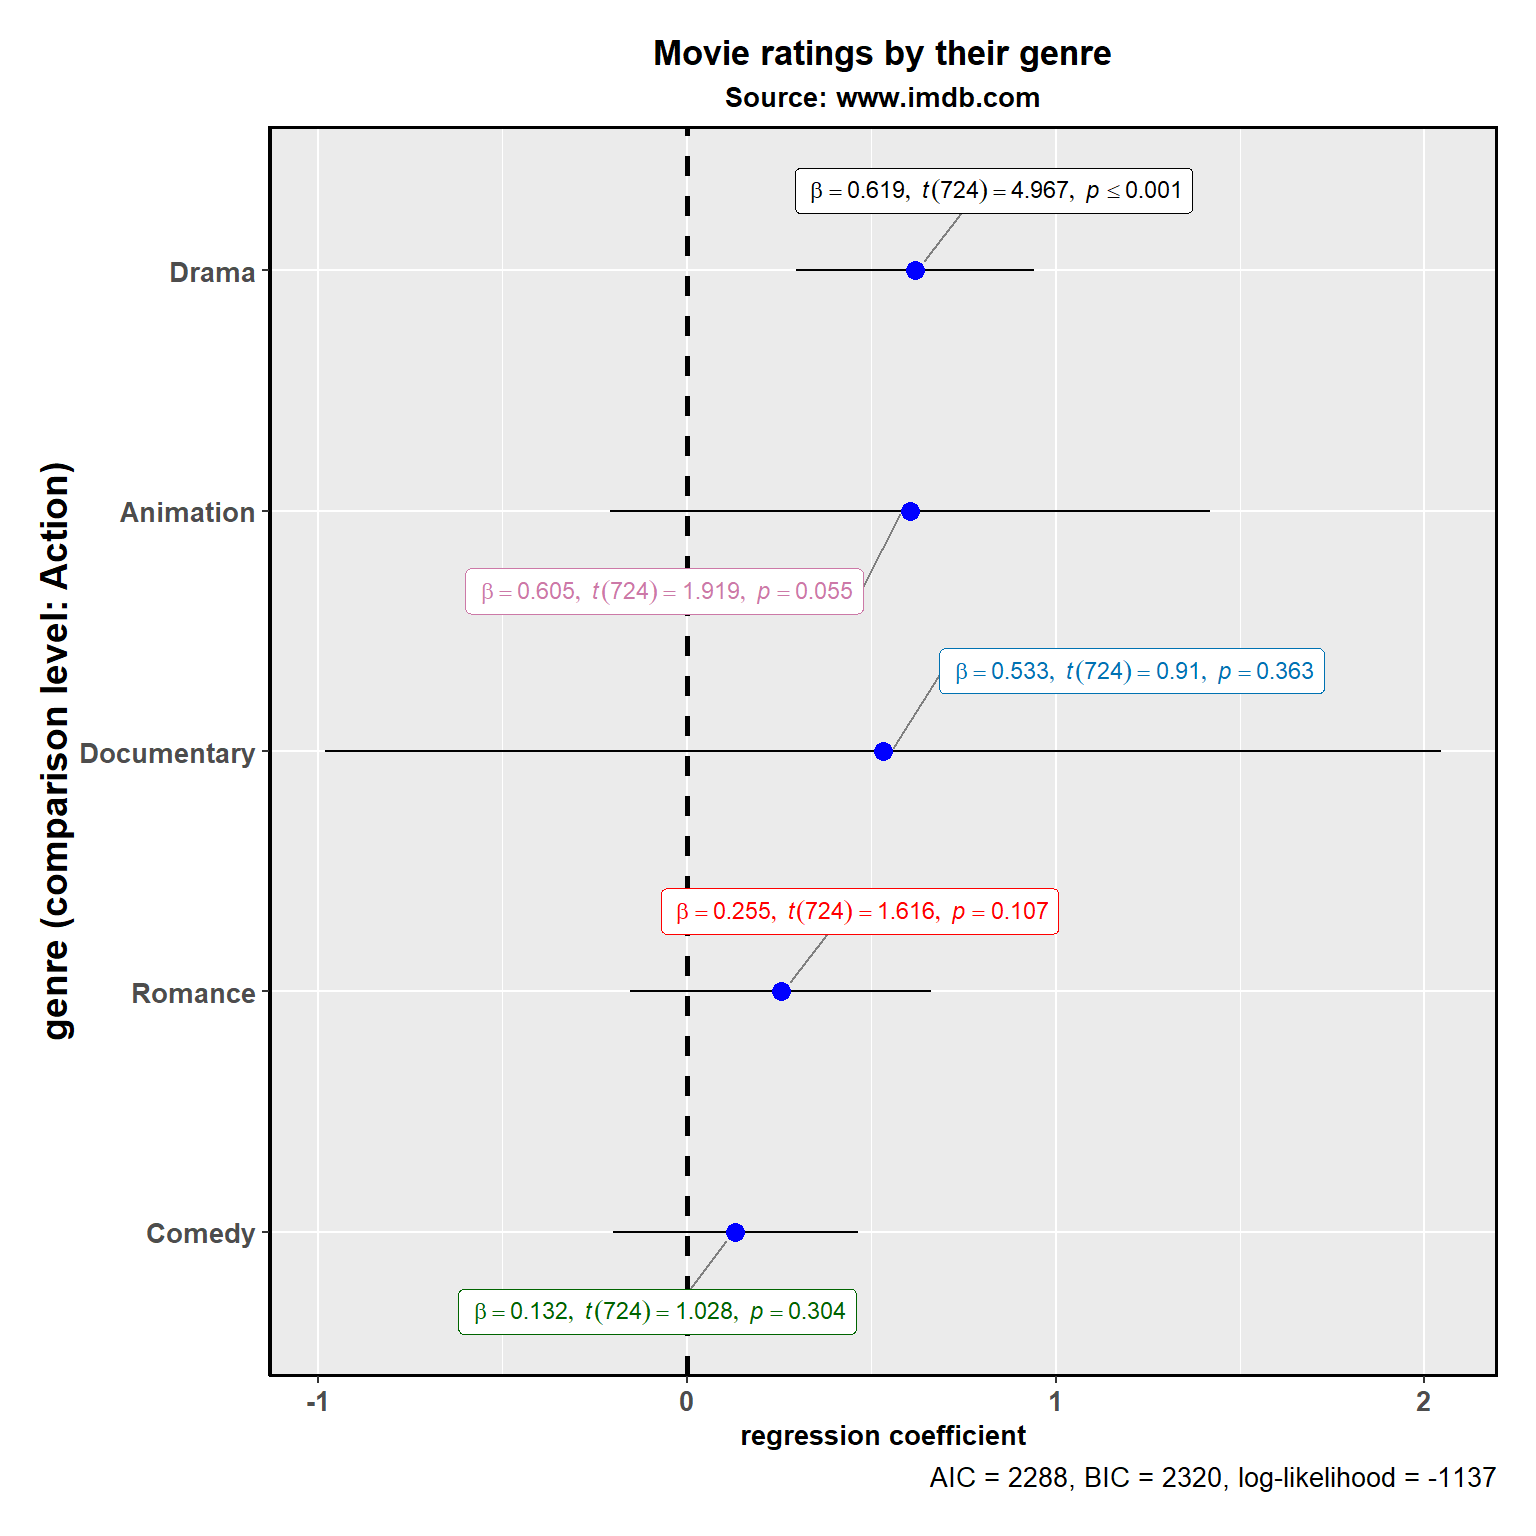 Movie ratings by their genre
Source: www.imdb.com
β = 0.619, t(724) = 4.967, p ≤ 0.001
Drama
Animation
β = 0.605, t(724) = 1.919, p = 0.055
β = 0.533, t(724) = 0.91, p = 0.363
Documentary
genre (comparison level: Action)
β = 0.255, t(724) = 1.616, p = 0.107
Romance
Comedy
β = 0.132, t(724) = 1.028, p = 0.304
-1 0 1 2
regression coefficient
AIC = 2288, BIC = 2320, log-likelihood = -1137